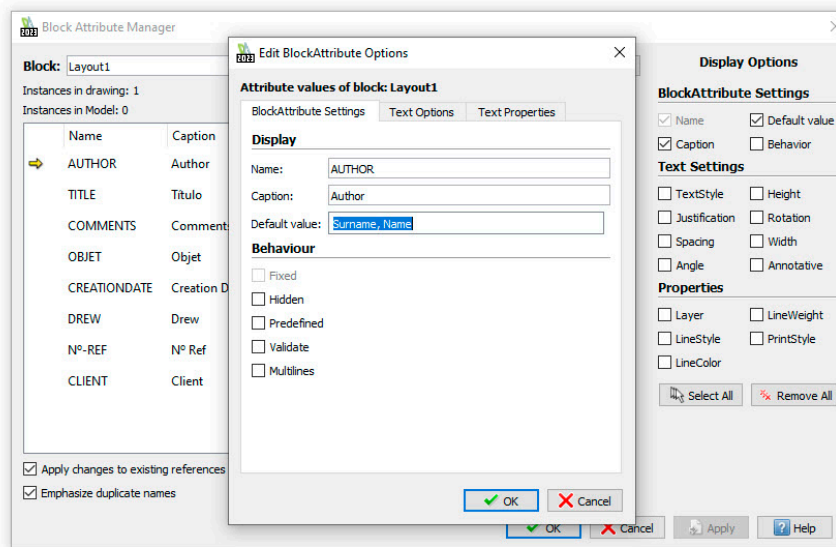 2023 Block Attribute Manager
Block: Layout1
Instances in drawing: 1
Instances in Model: 0
Name Caption
AUTHOR Author
TITLE Título
COMMENTS Comment
OBJET Objet
CREATIONDATE Creation D
DREW Drew
Nº-REF Nº Ref
CLIENT Client
Apply changes to existing references
Emphasize duplicate names
2023 Edit BlockAttribute Options
Attribute values of block: Layout1
BlockAttribute Settings Text Options Text Properties
Display
Name: AUTHOR
Caption: Author
Default value: Surname, Name
Behaviour
Fixed
Hidden
Predefined
Validate
Multilines
OK Cancel
Display Options
BlockAttribute Settings
Name Default value
Caption Behavior
Text Settings
TextStyle Height
Justification Rotation
Spacing Width
Angle Annotative
Properties
Layer LineWeight
LineStyle PrintStyle
LineColor
Select All Remove All
OK Cancel Apply Help